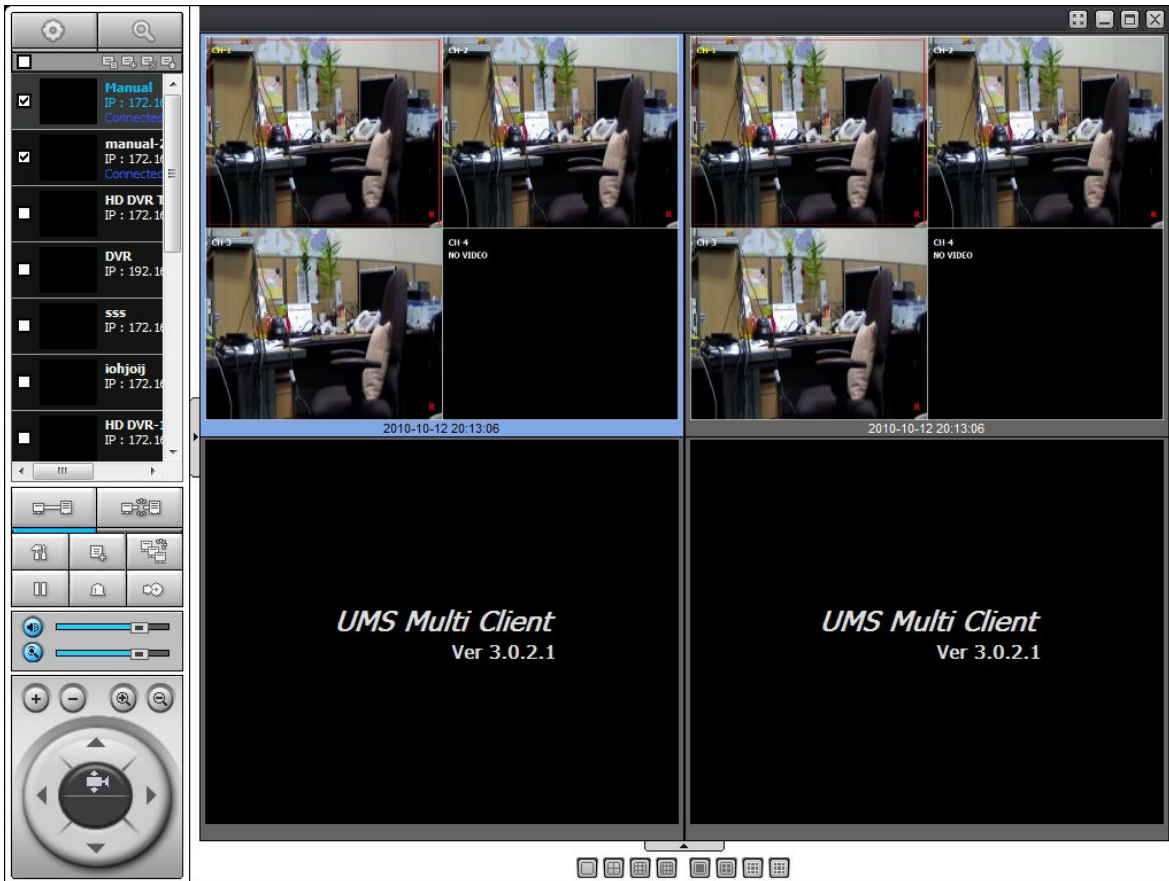 Manual
IP : 172.16
Connected
manual-2
IP : 172.16
Connected
HD DVR T
IP : 172.16
DVR
IP : 192.16
sss
IP : 172.16
iohjoij
IP : 172.16
HD DVR-1
IP : 172.16
CH-1
CH-2
R
R
CH-3
CH 4
NO VIDEO
R
2010-10-12 20:13:06
CH-1
CH-2
R
R
CH-3
CH 4
NO VIDEO
R
2010-10-12 20:13:06
UMS Multi Client
Ver 3.0.2.1
UMS Multi Client
Ver 3.0.2.1